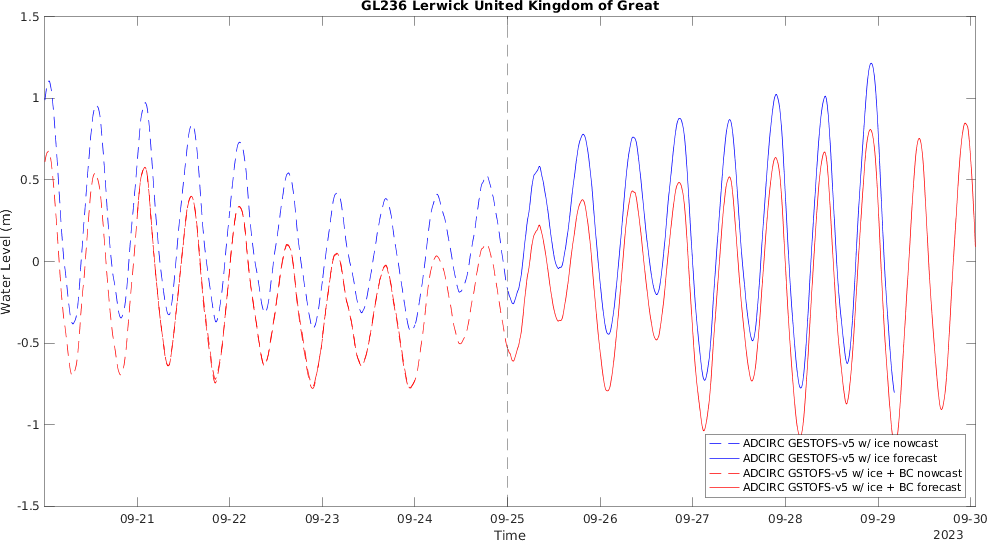 GL236 Lerwick United Kingdom of Great
1.5
1
0.5
0
-0.5
-1
-1.5
Water Level (m)
09-21
09-22
09-23
09-24
09-25
09-26
09-27
09-28
09-29
09-30
2023
Time
ADCIRC GESTOFS-v5 w/ ice nowcast
ADCIRC GESTOFS-v5 w/ ice forecast
ADCIRC GSTOFS-v5 w/ ice + BC nowcast
ADCIRC GSTOFS-v5 w/ ice + BC forecast